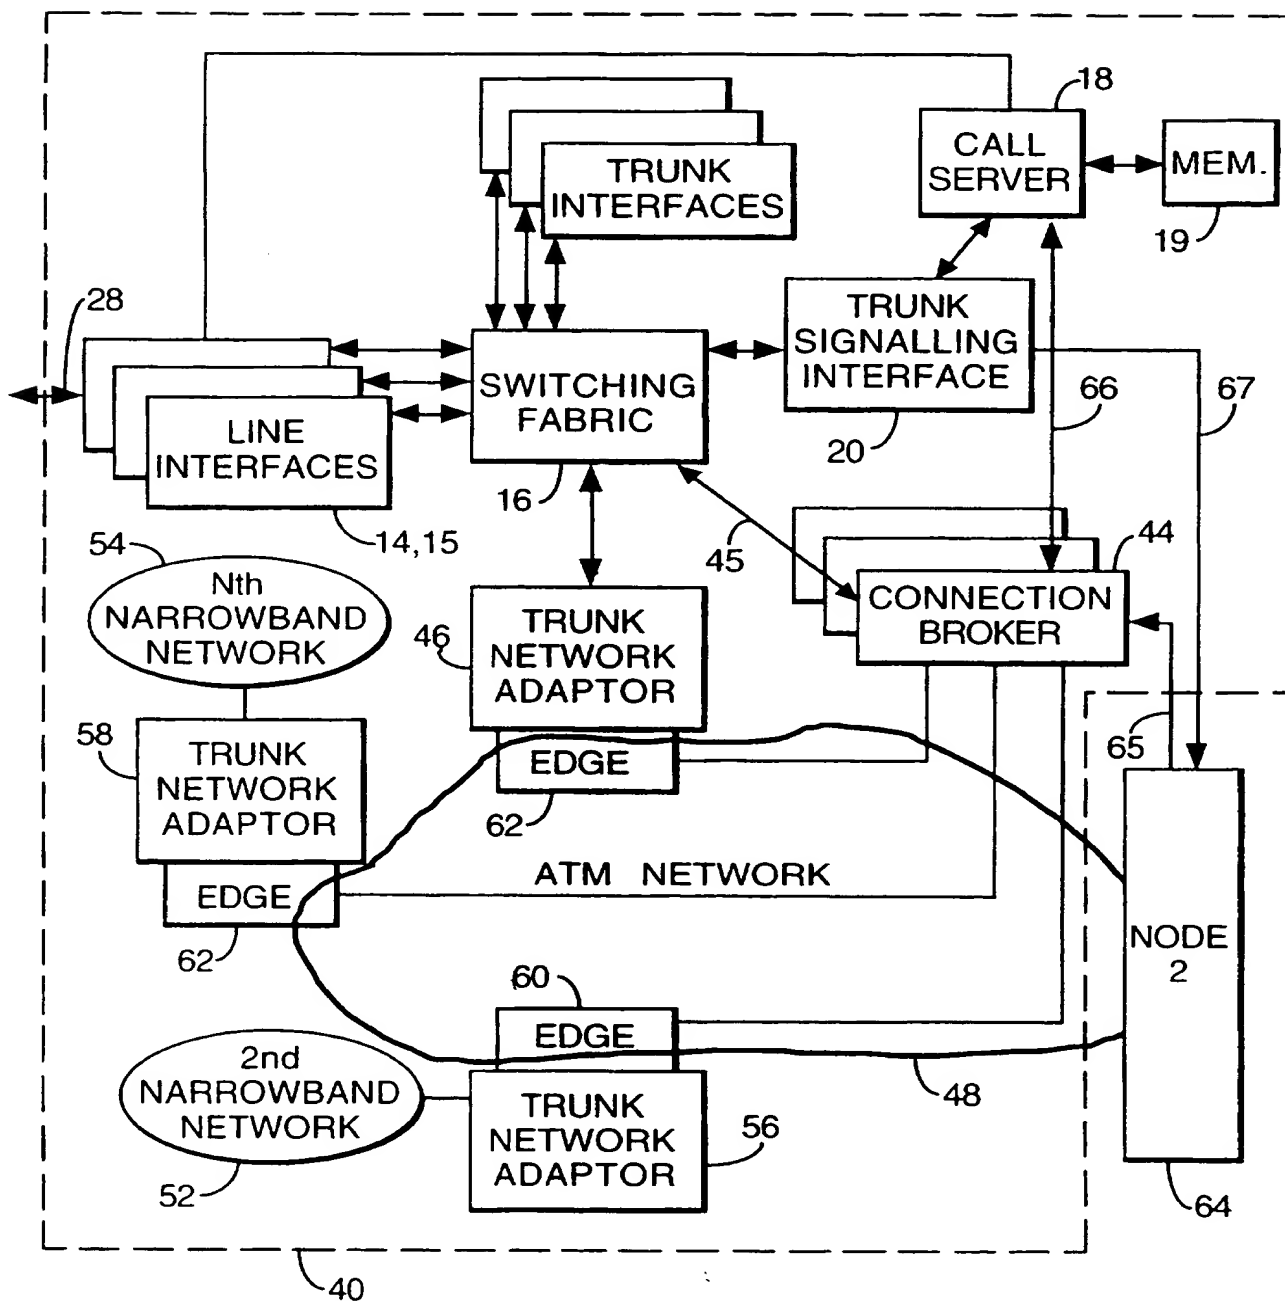 18
CALL
SERVER
MEM.
19
TRUNK
INTERFACES
28
TRUNK
SIGNALLING
INTERFACE
20
66
67
SWITCHING
FABRIC
16
LINE
INTERFACES
14,15
45
44
CONNECTION
BROKER
54
Nth
NARROWBAND
NETWORK
46
TRUNK
NETWORK
ADAPTOR
EDGE
62
65
58
TRUNK
NETWORK
ADAPTOR
EDGE
62
ATM NETWORK
NODE
2
64
60
EDGE
TRUNK
NETWORK
ADAPTOR
56
48
2nd
NARROWBAND
NETWORK
52
40